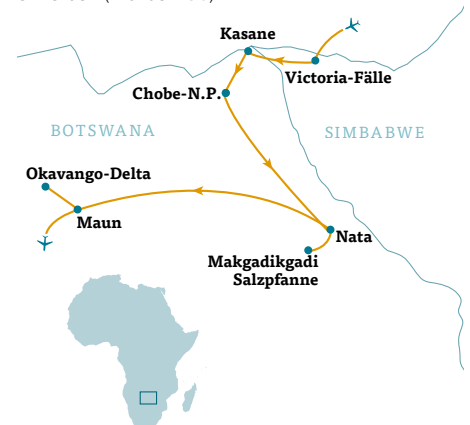 Kasane
Victoria-Fälle
Chobe-N.P.
BOTSWANA
SIMBABWE
Okavango-Delta
Maun
Nata
Makgadikgadi
Salzpfanne